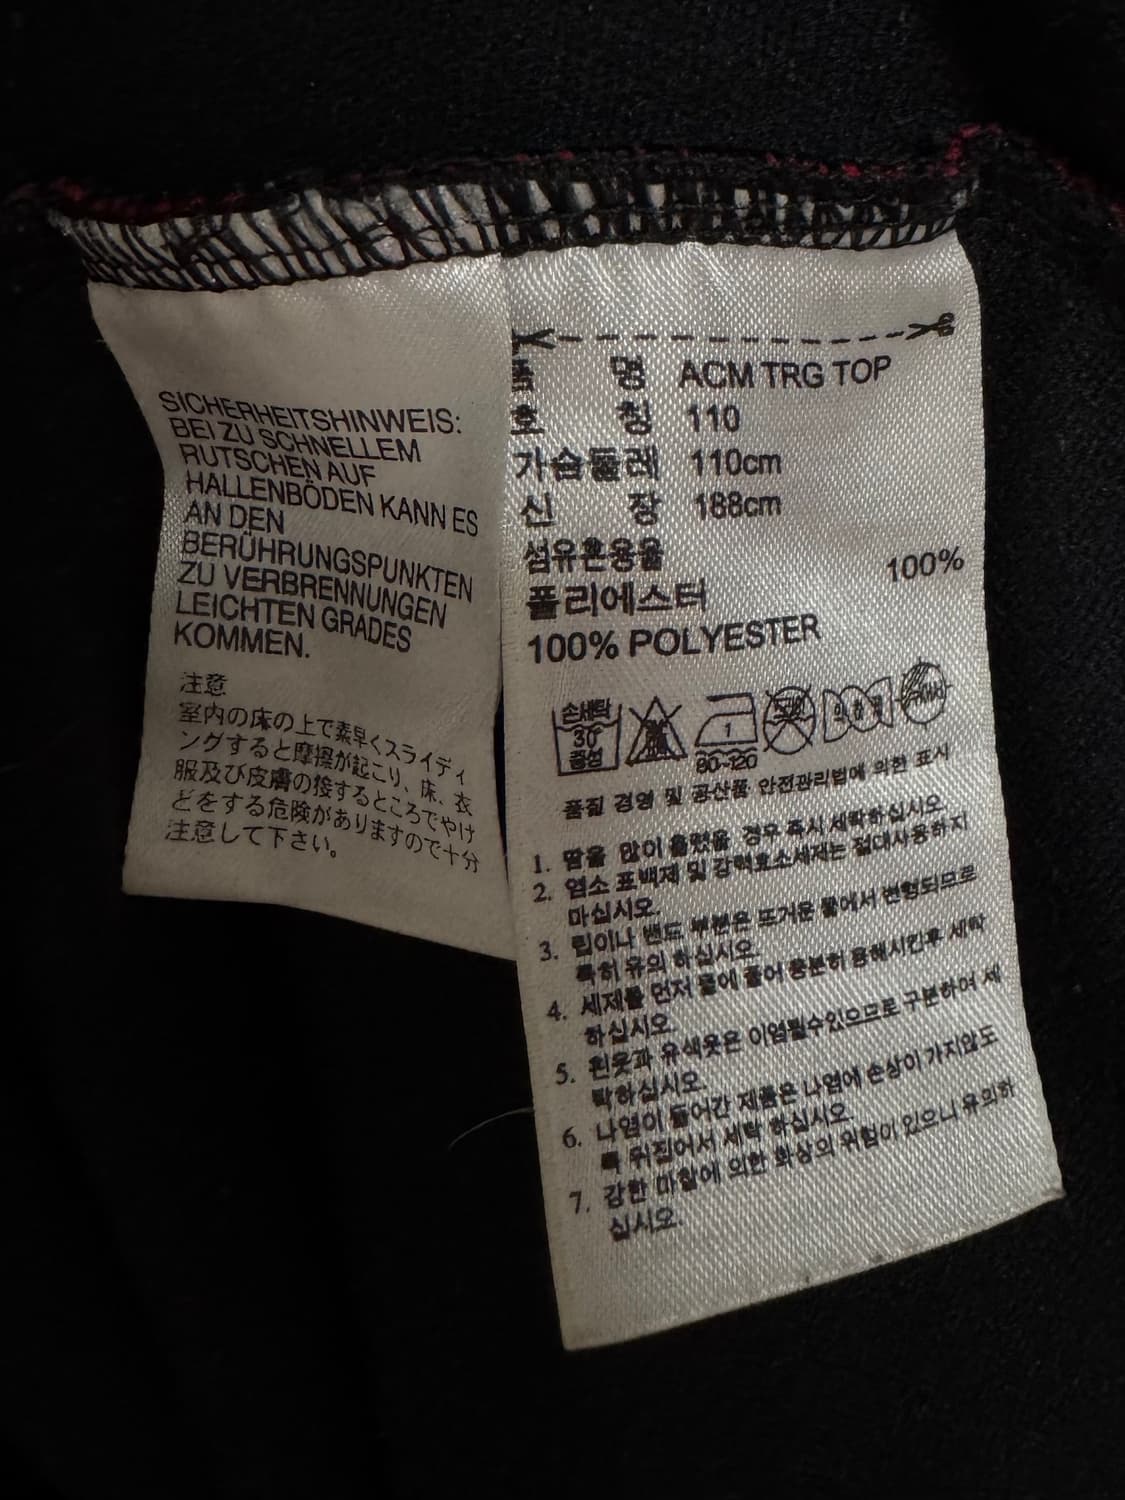 SICHERHEITSHINWEIS:
BEI ZU SCHNELLEM
RUTSCHEN AUF
HALLENBÖDEN KANN ES
AN DEN
BERÜHRUNGSPUNKTEN
ZU VERBRENNUNGEN
LEICHTEN GRADES
KOMMEN.
注意
室内の床の上で素早くスライディ
ングすると摩擦が起こり、床、衣
服及び皮膚の接するところでやけ
どをする危険がありますので十分
注意して下さい。
품 명 ACM TRG TOP
호 칭 110
가슴둘레 110cm
신 장 188cm
섬유혼용율
폴리에스터 100%
100% POLYESTER
손세탁
30°
중성
1
80~120
품질 경영 및 공산품 안전관리법에 의한 표시
1. 땀을 많이 흘렸을 경우 즉시 세탁하십시오.
2. 염소 표백제 및 강력효소세제는 절대사용하지
마십시오.
3. 립이나 밴드 부분은 뜨거운 물에서 변형되므로
특히 유의 하십시오.
4. 세제를 먼저 물에 풀어 충분히 용해시킨후 세탁
하십시오.
5. 흰옷과 유색옷은 이염될수있으므로 구분하여 세
탁하십시오.
6. 나염이 들어간 제품은 나염에 손상이 가지않도
록 뒤집어서 세탁 하십시오.
7. 강한 마찰에 의한 화상의 위험이 있으니 유의하
십시오.